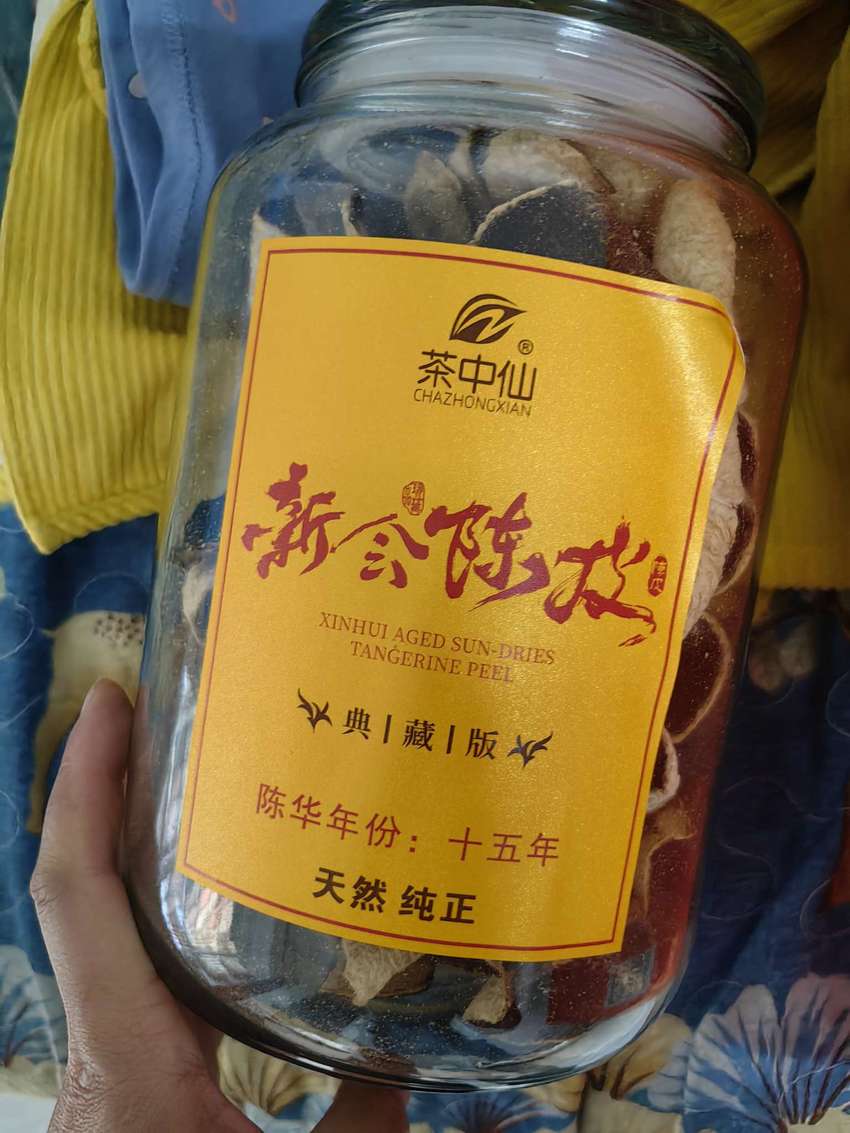 茶中仙®
CHAZHONGXIAN
新会陈皮
XINHUI AGED SUN-DRIES
TANGERINE PEEL
典|藏|版
陈华年份：十五年
天然 纯正